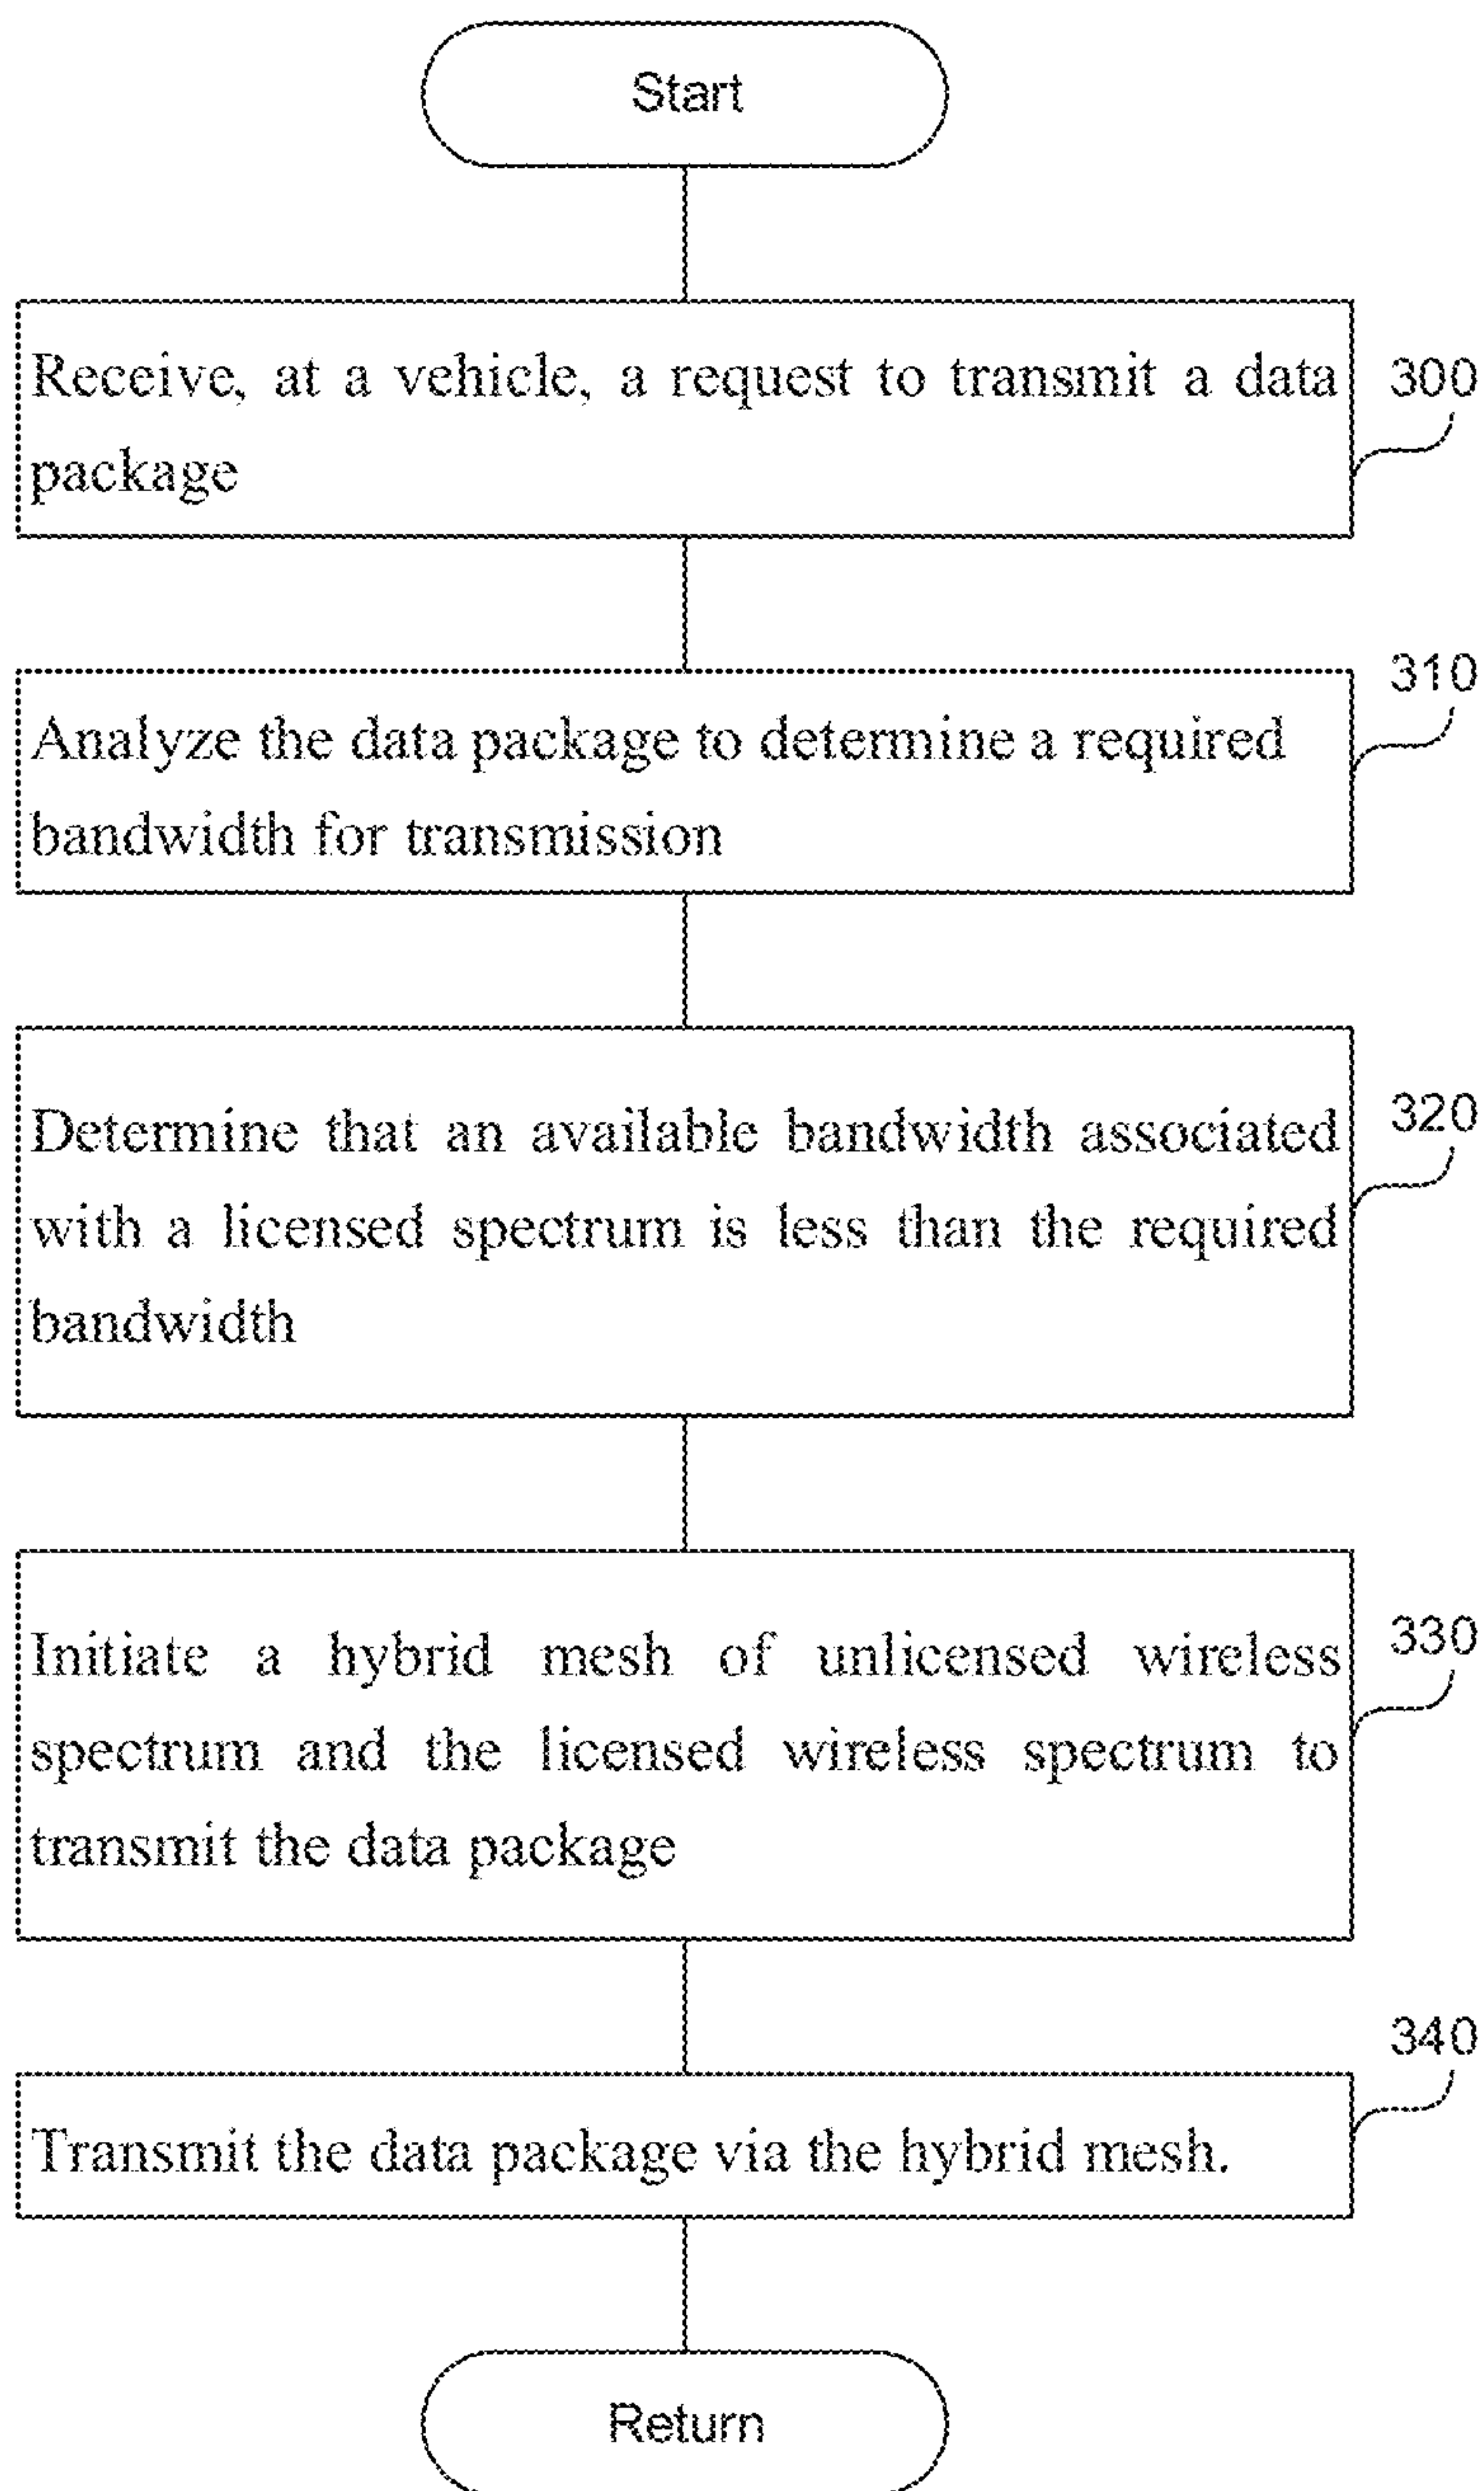 Start
Receive, at a vehicle, a request to transmit a data
package
300
Analyze the data package to determine a required
bandwidth for transmission
310
Determine that an available bandwidth associated
with a licensed spectrum is less than the required
bandwidth
320
Initiate a hybrid mesh of unlicensed wireless
spectrum and the licensed wireless spectrum to
transmit the data package
330
Transmit the data package via the hybrid mesh.
340
Return